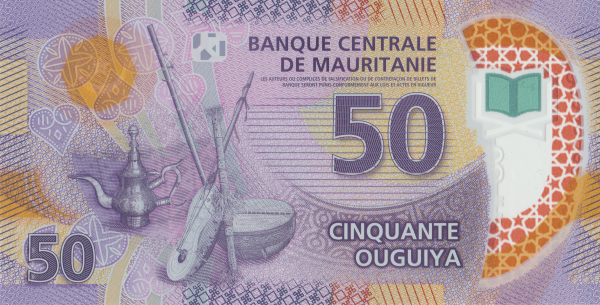 BANQUE CENTRALE
DE MAURITANIE
LES AUTEURS OU COMPLICES DE FALSIFICATION OU DE CONTREFAÇON DE BILLETS DE
BANQUE SERONT PUNIS CONFORMEMENT AUX LOIS ET ACTES EN VIGUEUR
50
CINQUANTE
OUGUIYA
50